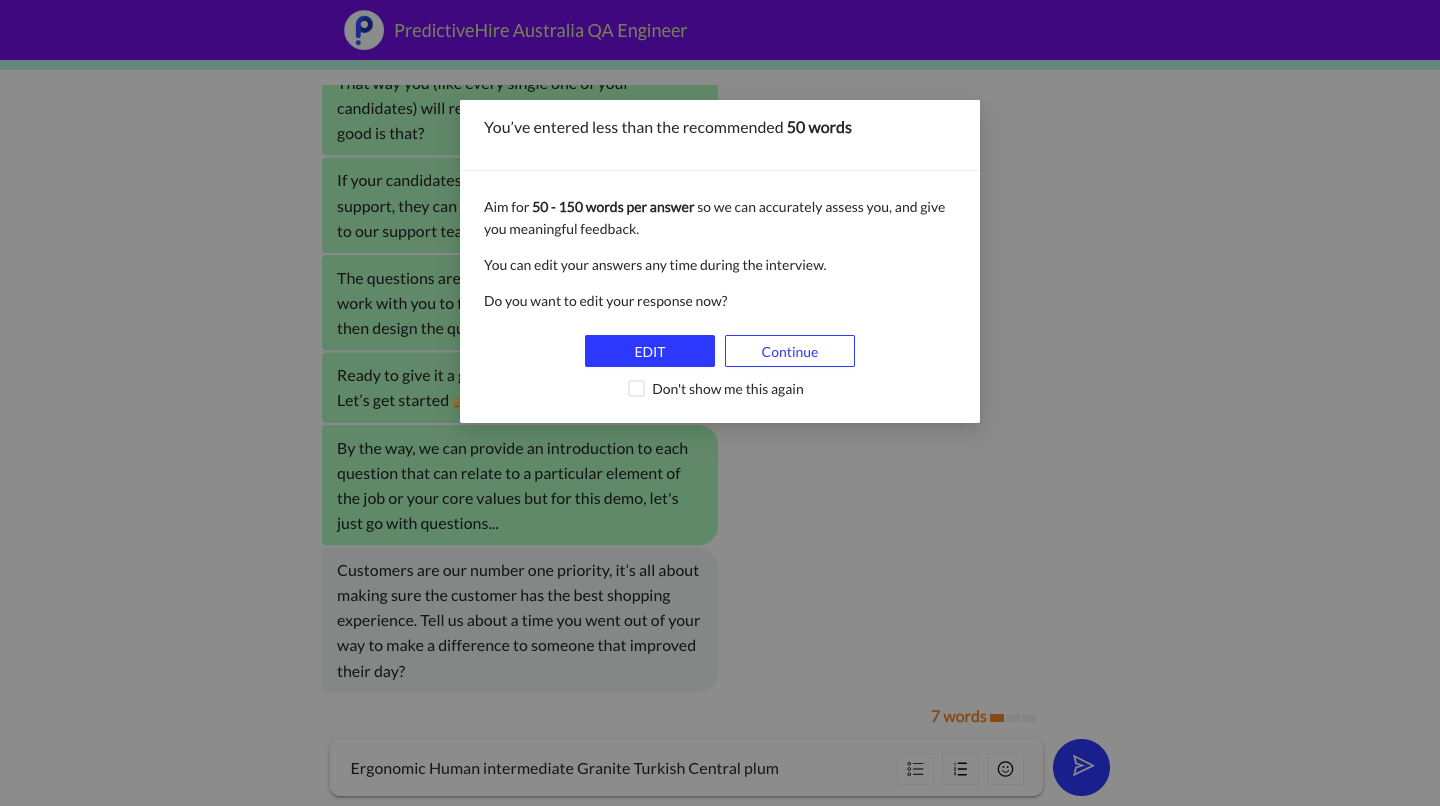 PredictiveHire Australia QA Engineer
That way you (like every single one of your
candidates) will re
good is that?
If your candidates
support, they can
to our support tea
The questions are
work with you to f
then design the qu
Ready to give it a g
Let’s get started
By the way, we can provide an introduction to each
question that can relate to a particular element of
the job or your core values but for this demo, let's
just go with questions...
Customers are our number one priority, it’s all about
making sure the customer has the best shopping
experience. Tell us about a time you went out of your
way to make a difference to someone that improved
their day?
You’ve entered less than the recommended 50 words
Aim for 50 - 150 words per answer so we can accurately assess you, and give
you meaningful feedback.
You can edit your answers any time during the interview.
Do you want to edit your response now?
EDIT
Continue
Don't show me this again
7 words
Ergonomic Human intermediate Granite Turkish Central plum